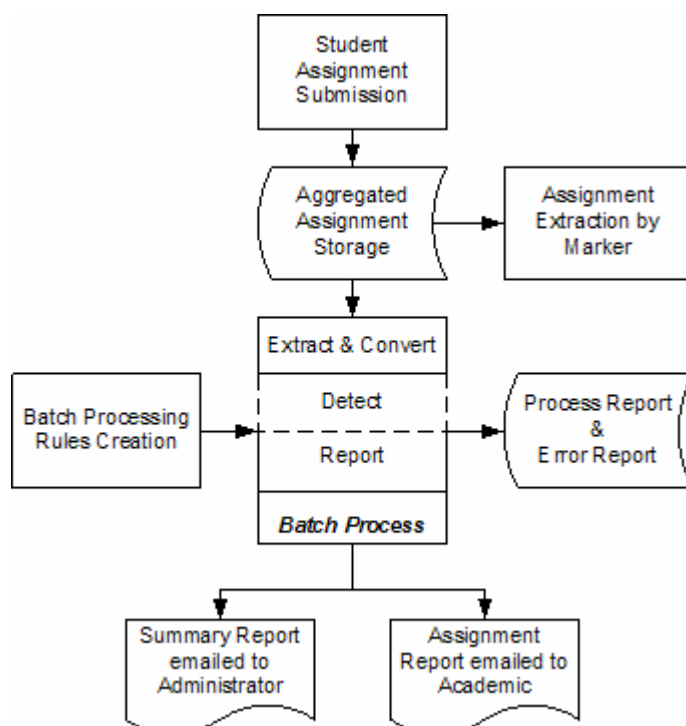 Student
Assignment
Submission
Aggregated
Assignment
Storage
Assignment
Extraction by
Marker
Extract & Convert
Detect
Report
Batch Process
Batch Processing
Rules Creation
Process Report
&
Error Report
Summary Report
emailed to
Administrator
Assignment
Report emailed to
Academic